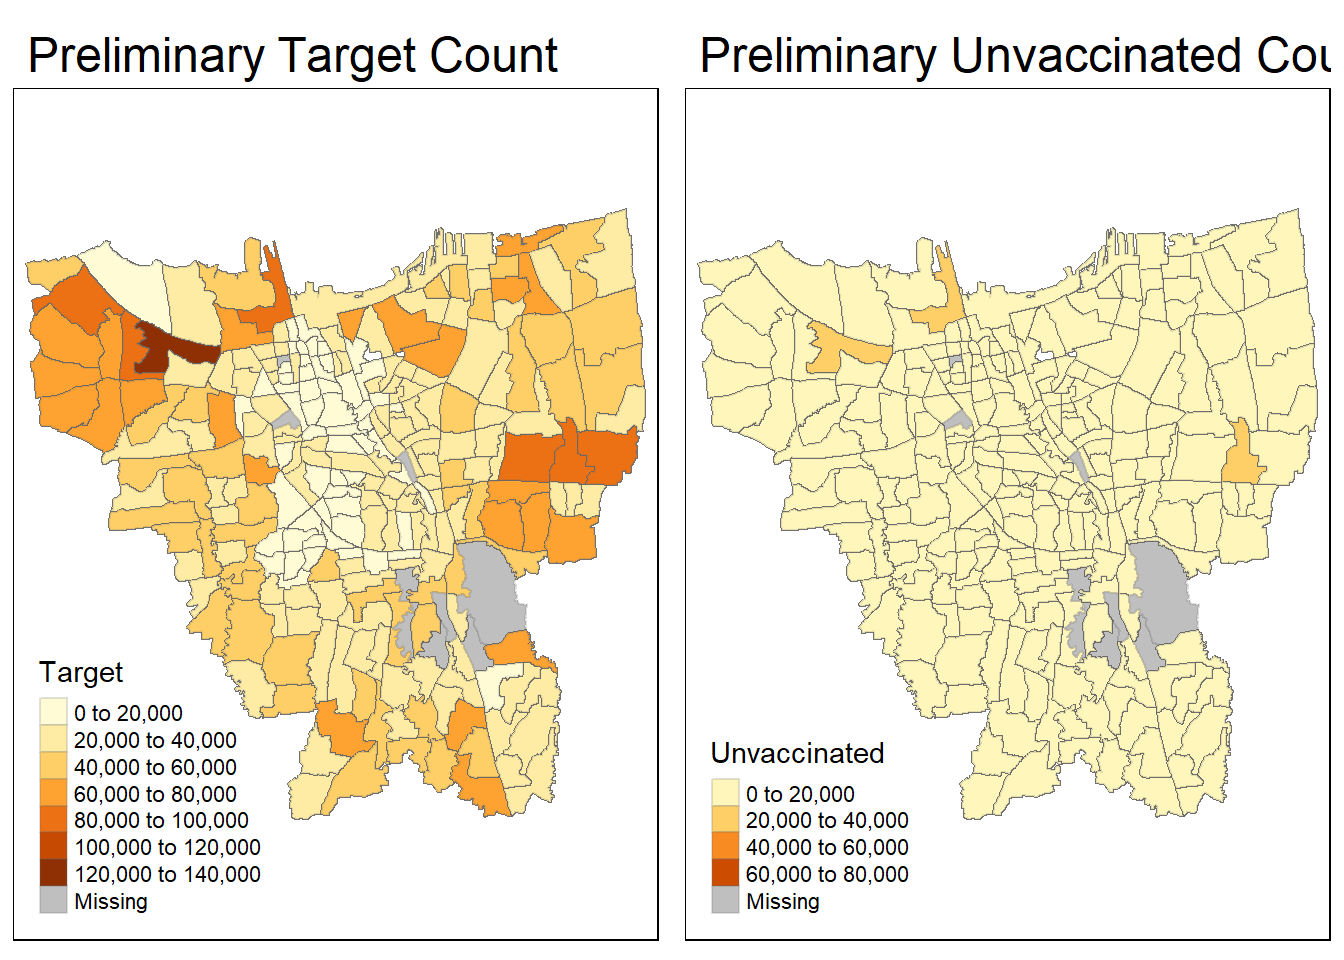 Preliminary Target Count
Target
0 to 20,000
20,000 to 40,000
40,000 to 60,000
60,000 to 80,000
80,000 to 100,000
100,000 to 120,000
120,000 to 140,000
Missing
Preliminary Unvaccinated Cou
Unvaccinated
0 to 20,000
20,000 to 40,000
40,000 to 60,000
60,000 to 80,000
Missing